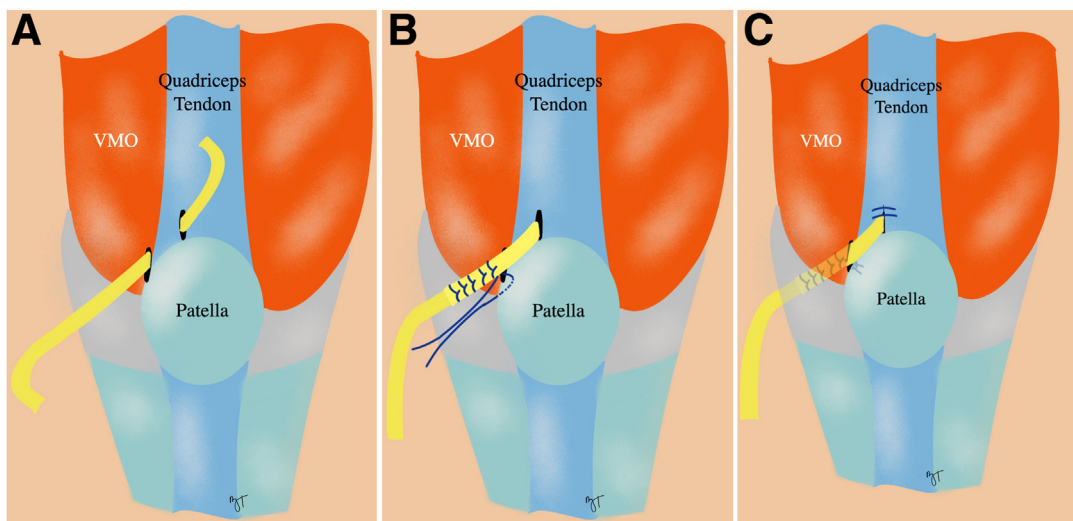 A
Quadriceps
Tendon
VMO
Patella
B
Quadriceps
Tendon
VMO
Patella
C
Quadriceps
Tendon
VMO
Patella